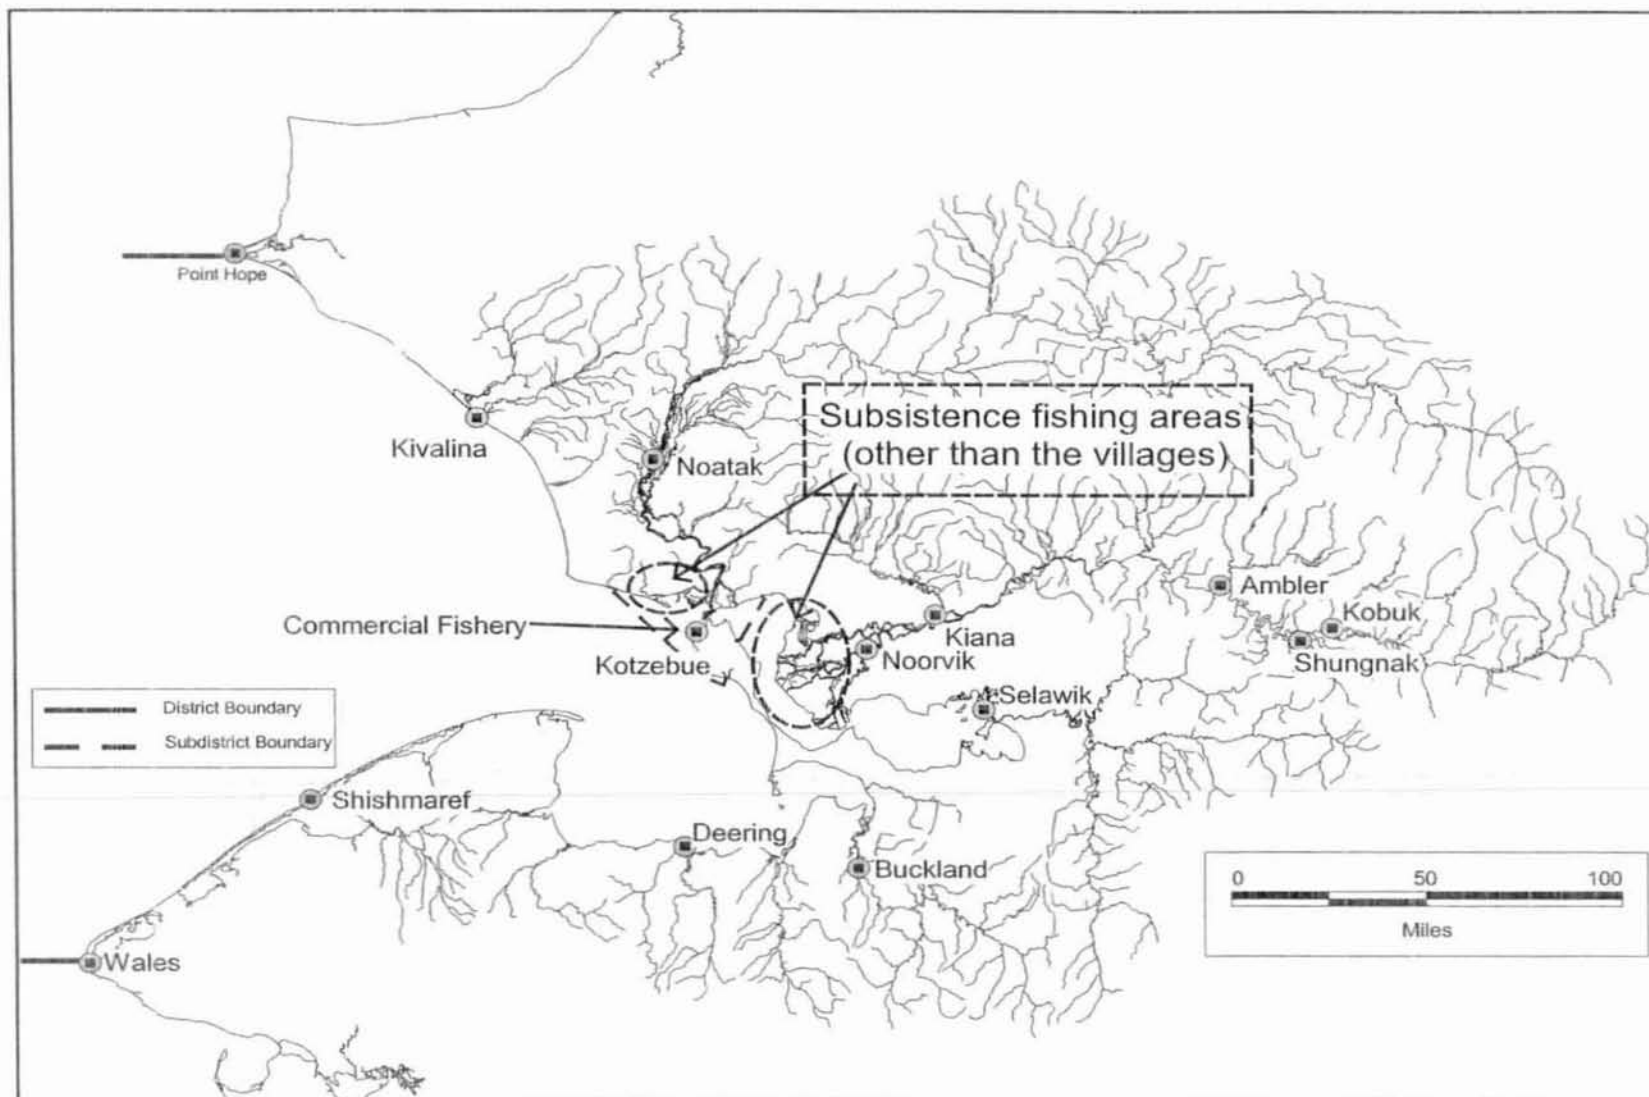 Point Hope
Subsistence fishing areas
(other than the villages)
Kivalina
Noatak
Ambler
Commercial Fishery
Kobuk
Kiana
Kotzebue
Noorvik
Shungnak
Selawik
District Boundary
Subdistrict Boundary
Shishmaref
Deering
Buckland
0 50 100
Miles
Wales